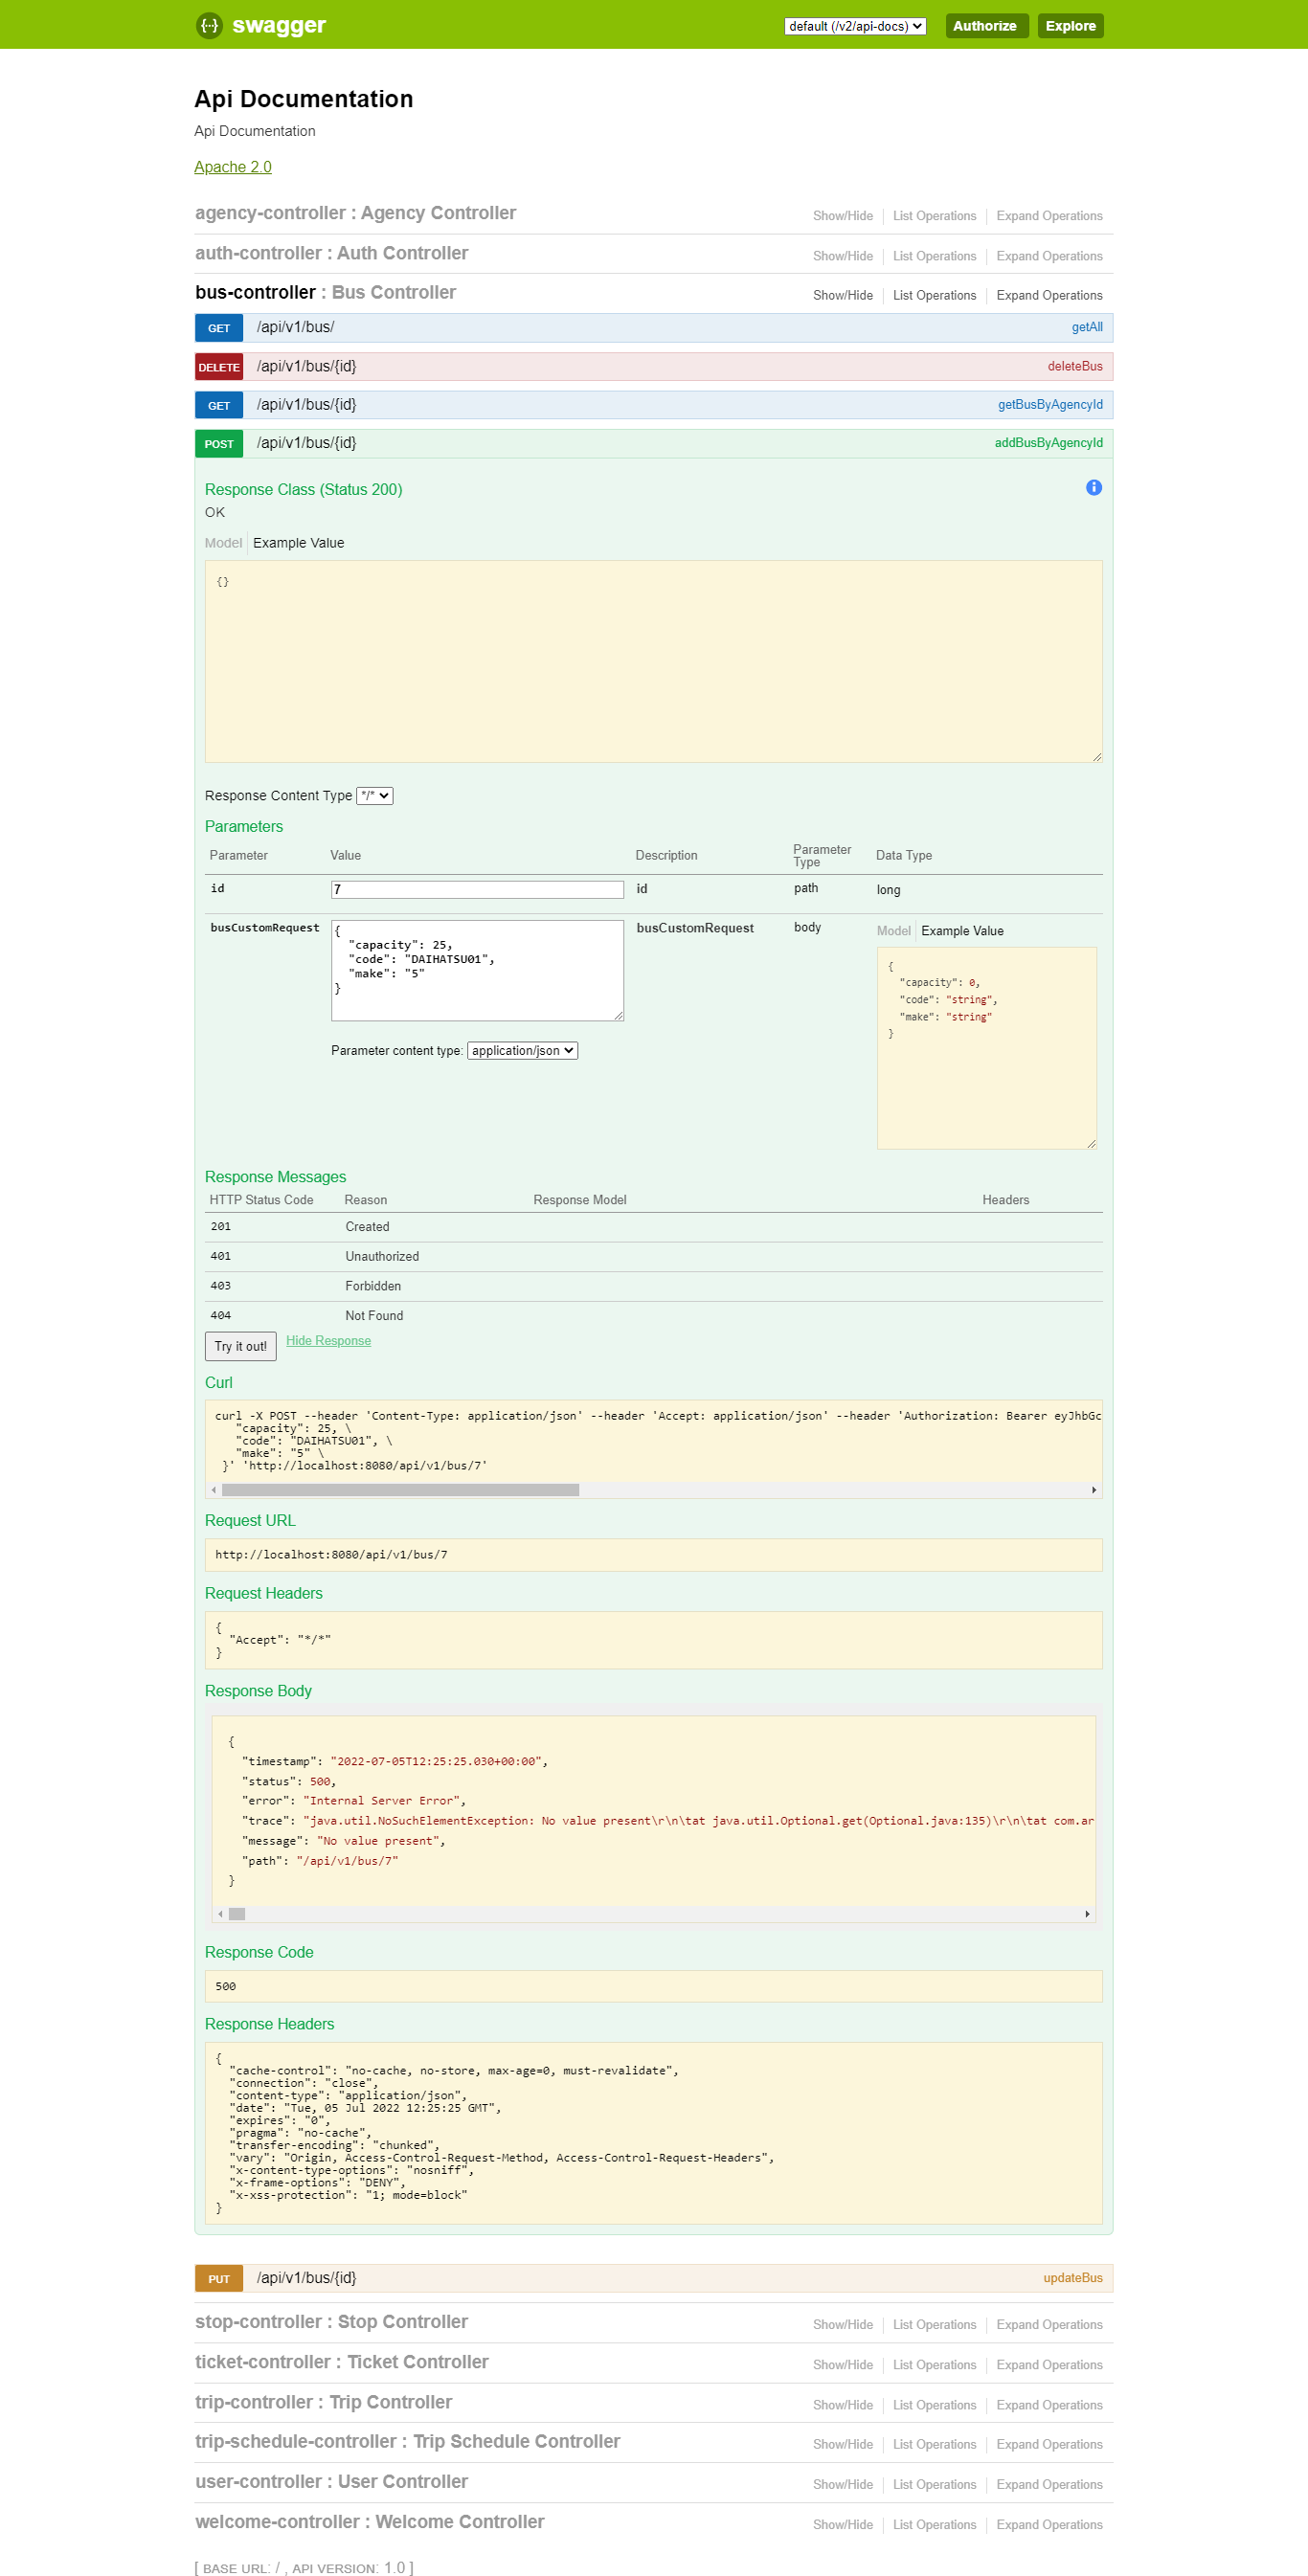 swagger
default (/v2/api-docs)
Authorize
Explore
Api Documentation
Api Documentation
Apache 2.0
agency-controller : Agency Controller
Show/Hide
List Operations
Expand Operations
auth-controller : Auth Controller
Show/Hide
List Operations
Expand Operations
bus-controller : Bus Controller
Show/Hide
List Operations
Expand Operations
GET /api/v1/bus/ getAll
DELETE /api/v1/bus/{id} deleteBus
GET /api/v1/bus/{id} getBusByAgencyId
POST /api/v1/bus/{id} addBusByAgencyId
Response Class (Status 200)
OK
Model Example Value
{}
Response Content Type */*
Parameters
Parameter Value Description Parameter Type Data Type
id 7 id path long
busCustomRequest
{
"capacity": 25,
"code": "DAIHATSU01",
"make": "5"
}
Parameter content type: application/json
busCustomRequest
body
Model Example Value
{
"capacity": 0,
"code": "string",
"make": "string"
}
Response Messages
HTTP Status Code Reason Response Model Headers
201 Created
401 Unauthorized
403 Forbidden
404 Not Found
Try it out! Hide Response
Curl
curl -X POST --header 'Content-Type: application/json' --header 'Accept: application/json' --header 'Authorization: Bearer eyJhbGc
"capacity": 25, \
"code": "DAIHATSU01", \
"make": "5" \
}' 'http://localhost:8080/api/v1/bus/7'
Request URL
http://localhost:8080/api/v1/bus/7
Request Headers
{
"Accept": "*/*"
}
Response Body
{
"timestamp": "2022-07-05T12:25:25.030+00:00",
"status": 500,
"error": "Internal Server Error",
"trace": "java.util.NoSuchElementException: No value present\r\n\tat java.util.Optional.get(Optional.java:135)\r\n\tat com.ar
"message": "No value present",
"path": "/api/v1/bus/7"
}
Response Code
500
Response Headers
{
"cache-control": "no-cache, no-store, max-age=0, must-revalidate",
"connection": "close",
"content-type": "application/json",
"date": "Tue, 05 Jul 2022 12:25:25 GMT",
"expires": "0",
"pragma": "no-cache",
"transfer-encoding": "chunked",
"vary": "Origin, Access-Control-Request-Method, Access-Control-Request-Headers",
"x-content-type-options": "nosniff",
"x-frame-options": "DENY",
"x-xss-protection": "1; mode=block"
}
PUT /api/v1/bus/{id} updateBus
stop-controller : Stop Controller
Show/Hide
List Operations
Expand Operations
ticket-controller : Ticket Controller
Show/Hide
List Operations
Expand Operations
trip-controller : Trip Controller
Show/Hide
List Operations
Expand Operations
trip-schedule-controller : Trip Schedule Controller
Show/Hide
List Operations
Expand Operations
user-controller : User Controller
Show/Hide
List Operations
Expand Operations
welcome-controller : Welcome Controller
Show/Hide
List Operations
Expand Operations
[ BASE URL: / , API VERSION: 1.0 ]